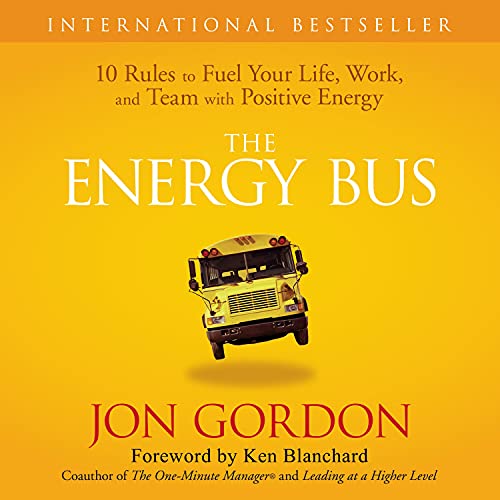 INTERNATIONAL BESTSELLER
10 Rules to Fuel Your Life, Work,
and Team with Positive Energy
THE
ENERGY BUS
JON GORDON
Foreword by Ken Blanchard
Coauthor of The One-Minute Manager® and Leading at a Higher Level